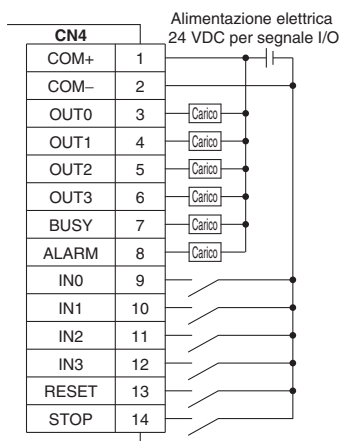 Alimentazione elettrica
24 VDC per segnale I/O
CN4
COM+ 1
COM− 2
OUT0 3 Carico
OUT1 4 Carico
OUT2 5 Carico
OUT3 6 Carico
BUSY 7 Carico
ALARM 8 Carico
IN0 9
IN1 10
IN2 11
IN3 12
RESET 13
STOP 14